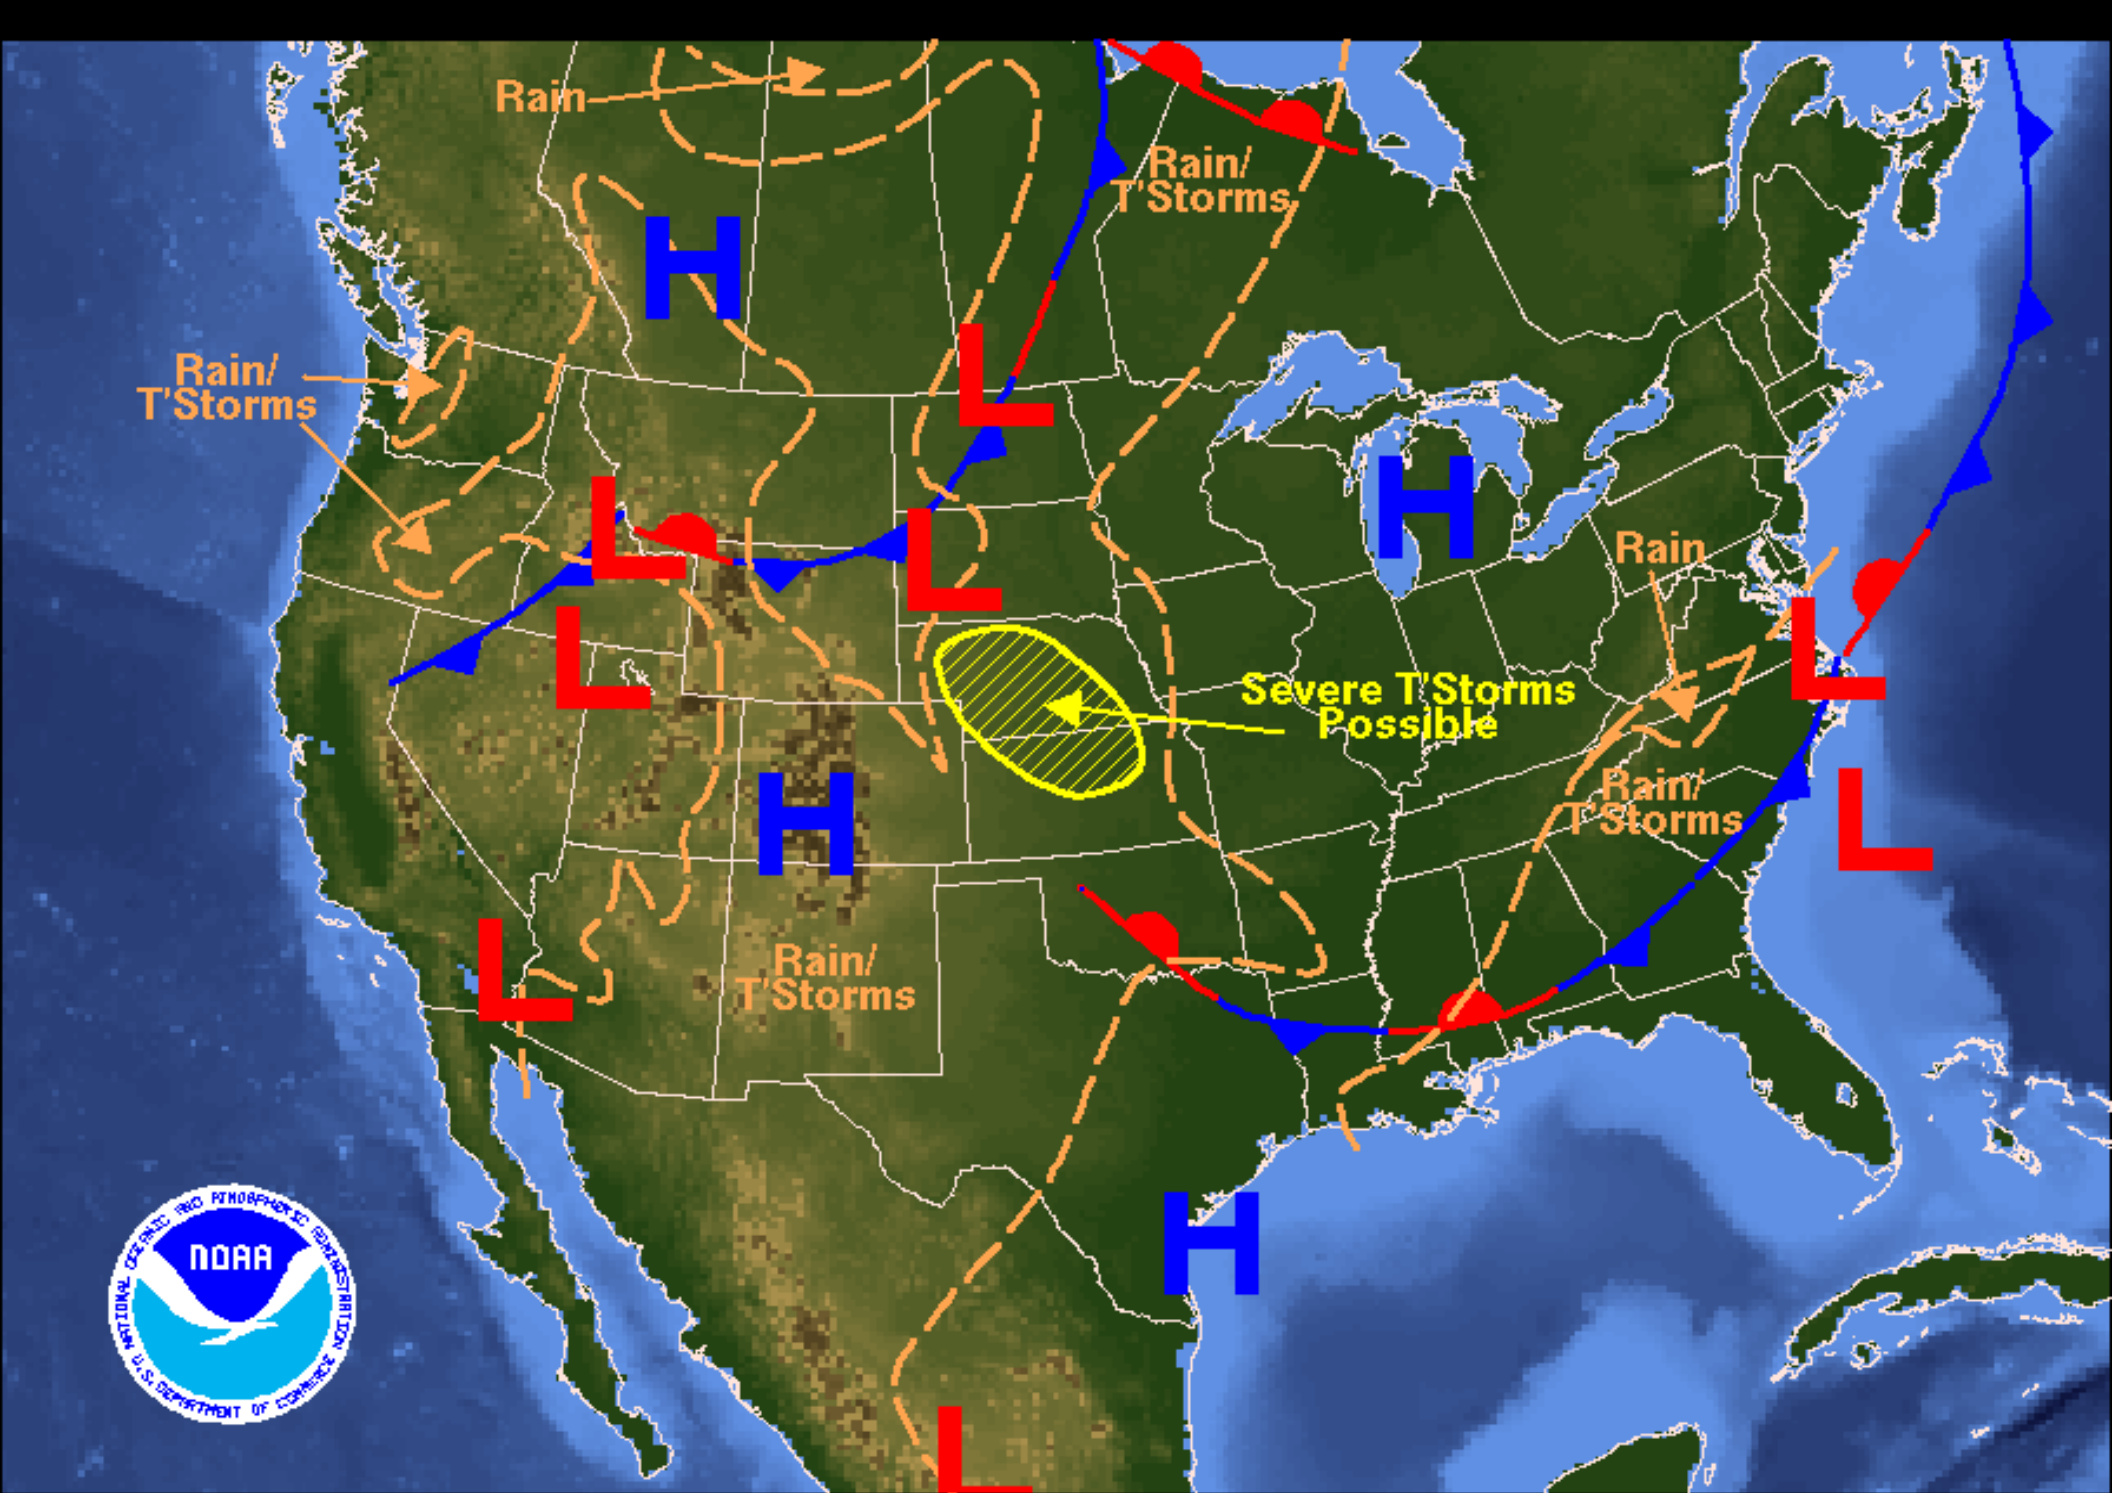 Rain
Rain/
T'Storms
H
Rain/
T'Storms
L
L
H
Rain
L
L
L
L
Severe T'Storms
Possible
H
Rain/
T'Storms
L
L
Rain/
T'Storms
H
NATIONAL OCEANIC AND ATMOSPHERIC ADMINISTRATION
NOAA
U.S. DEPARTMENT OF COMMERCE
L